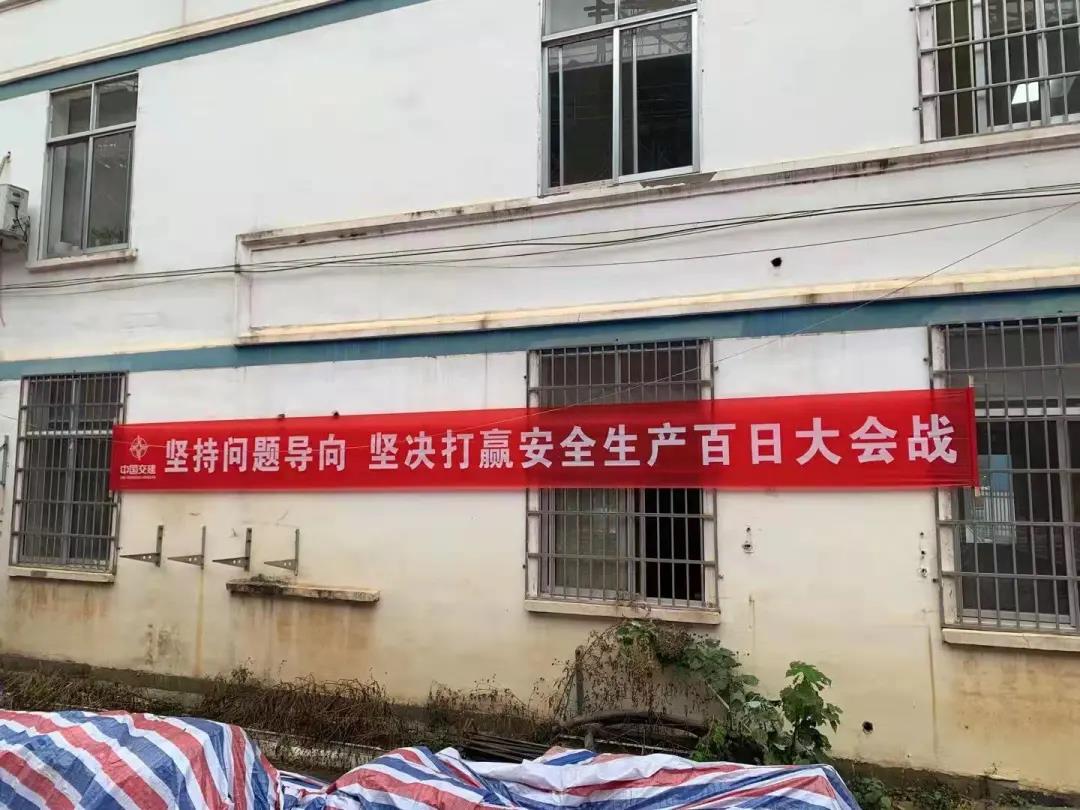 中国交建
坚持问题导向 坚决打赢安全生产百日大会战